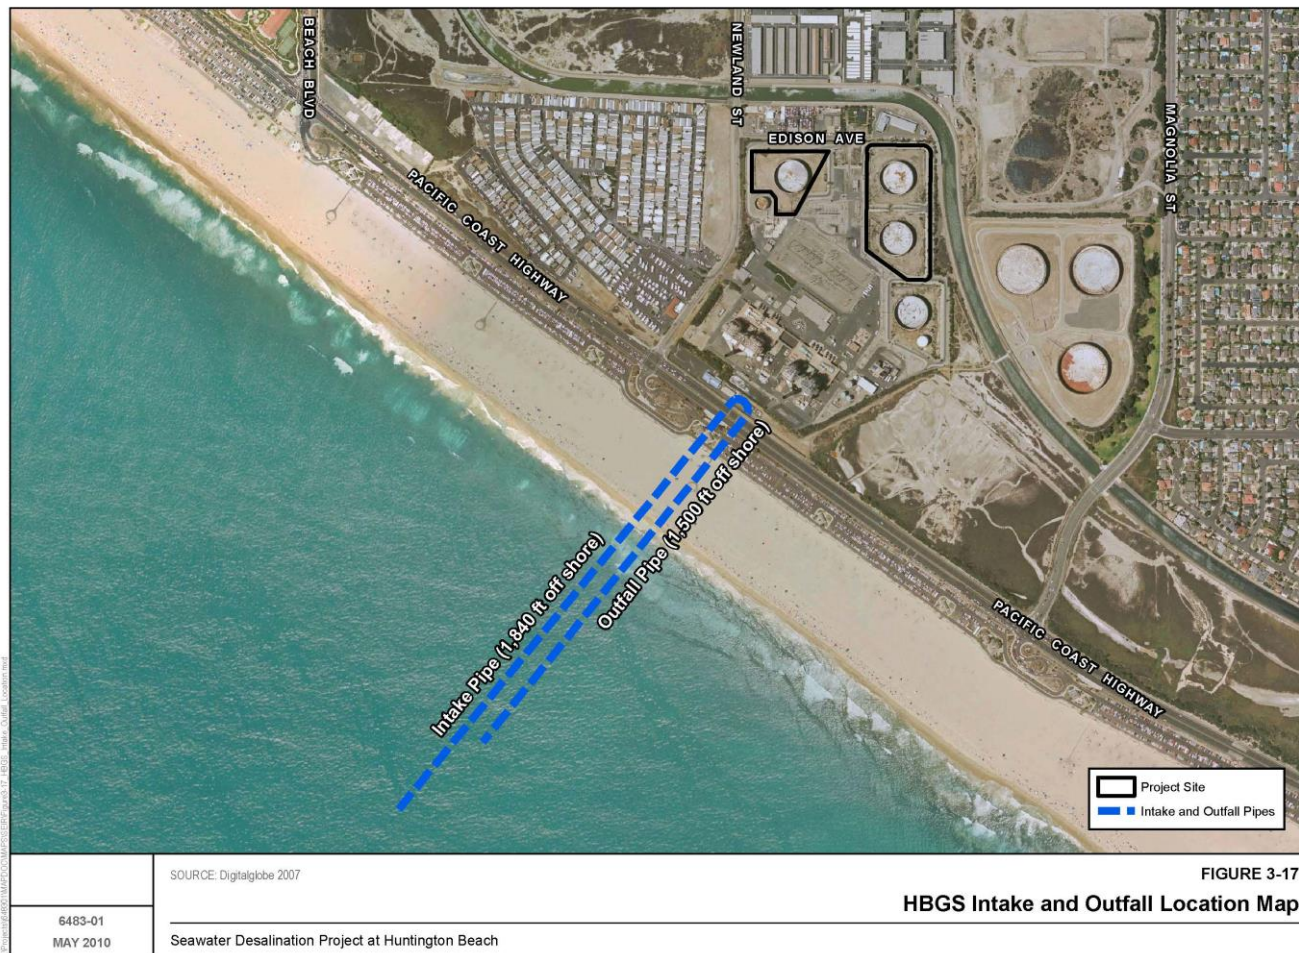 BEACH BLVD
NEWLAND ST
MAGNOLIA ST
EDISON AVE
PACIFIC COAST HIGHWAY
Intake Pipe (1,840 ft off shore)
Outfall Pipe (1,500 ft off shore)
PACIFIC COAST HIGHWAY
Project Site
Intake and Outfall Pipes
SOURCE: Digitalglobe 2007
FIGURE 3-17
HBGS Intake and Outfall Location Map
6483-01
MAY 2010
Seawater Desalination Project at Huntington Beach